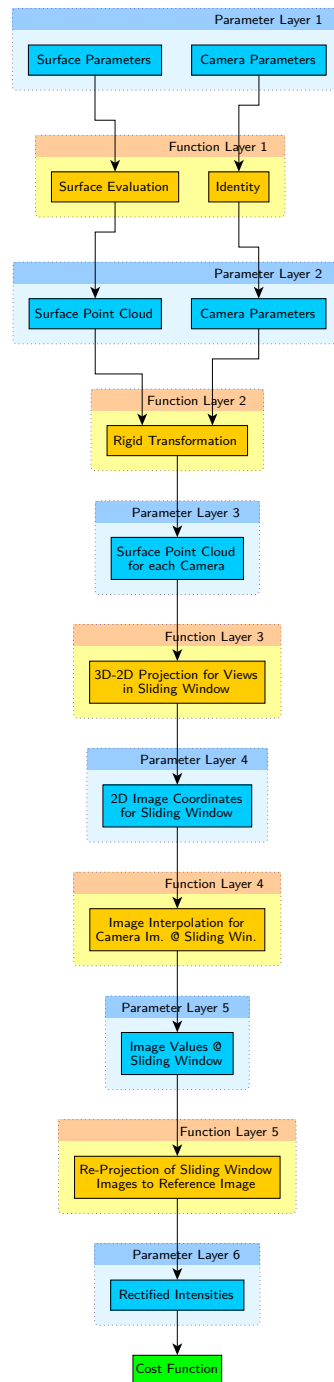 Parameter Layer 1
Surface Parameters
Camera Parameters
Function Layer 1
Surface Evaluation
Identity
Parameter Layer 2
Surface Point Cloud
Camera Parameters
Function Layer 2
Rigid Transformation
Parameter Layer 3
Surface Point Cloud
for each Camera
Function Layer 3
3D-2D Projection for Views
in Sliding Window
Parameter Layer 4
2D Image Coordinates
for Sliding Window
Function Layer 4
Image Interpolation for
Camera Im. @ Sliding Win.
Parameter Layer 5
Image Values @
Sliding Window
Function Layer 5
Re-Projection of Sliding Window
Images to Reference Image
Parameter Layer 6
Rectified Intensities
Cost Function